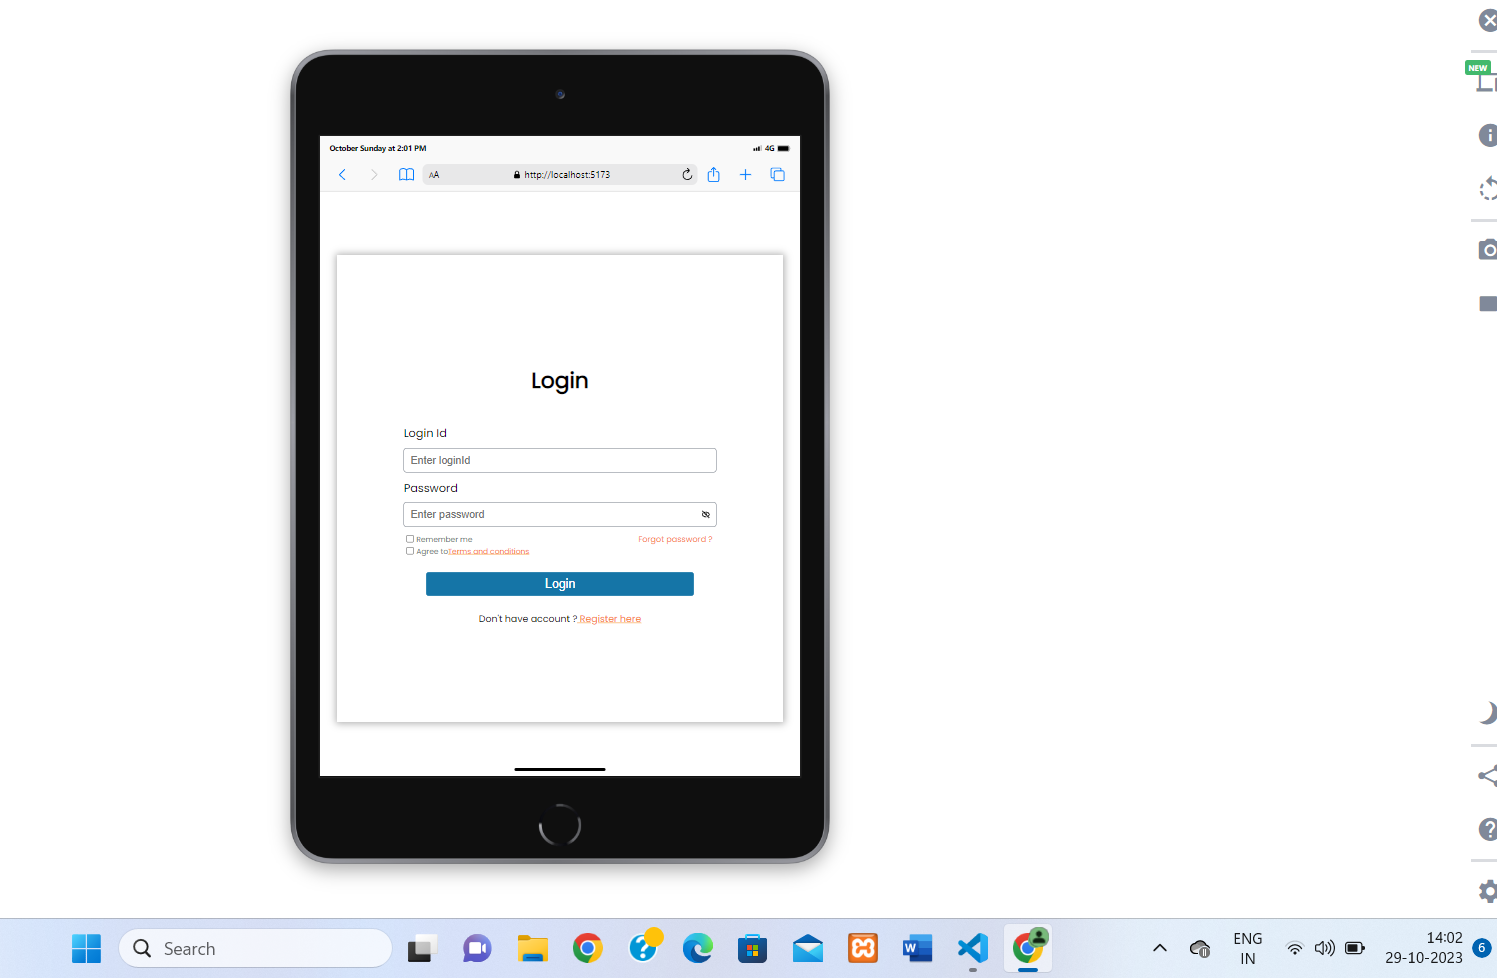 NEW
October Sunday at 2:01 PM
4G
AA
http://localhost:5173
Login
Login Id
Enter loginId
Password
Enter password
Remember me
Forgot password ?
Agree toTerms and conditions
Login
Don't have account ? Register here
Search
W
ENG
IN
14:02
29-10-2023
6